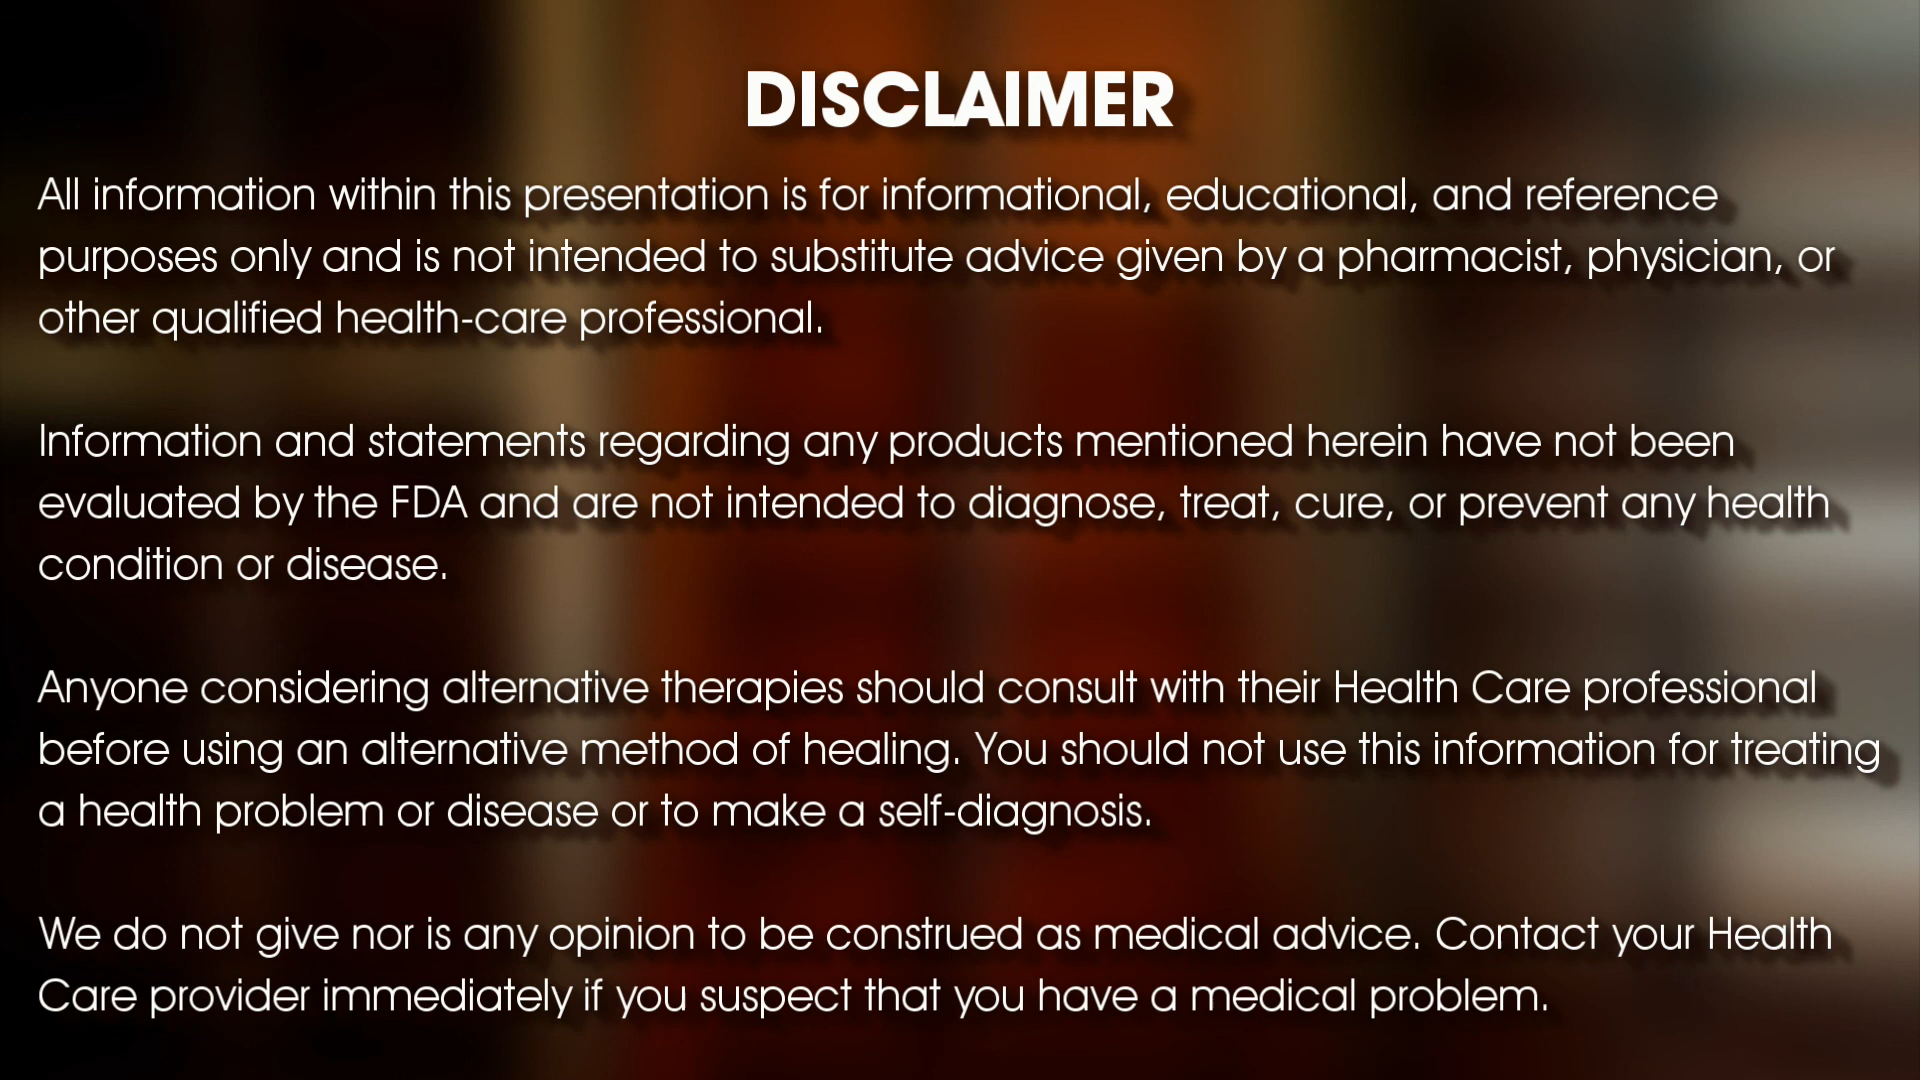 DISCLAIMER
All information within this presentation is for informational, educational, and reference
purposes only and is not intended to substitute advice given by a pharmacist, physician, or
other qualified health-care professional.
Information and statements regarding any products mentioned herein have not been
evaluated by the FDA and are not intended to diagnose, treat, cure, or prevent any health
condition or disease.
Anyone considering alternative therapies should consult with their Health Care professional
before using an alternative method of healing. You should not use this information for treating
a health problem or disease or to make a self-diagnosis.
We do not give nor is any opinion to be construed as medical advice. Contact your Health
Care provider immediately if you suspect that you have a medical problem.